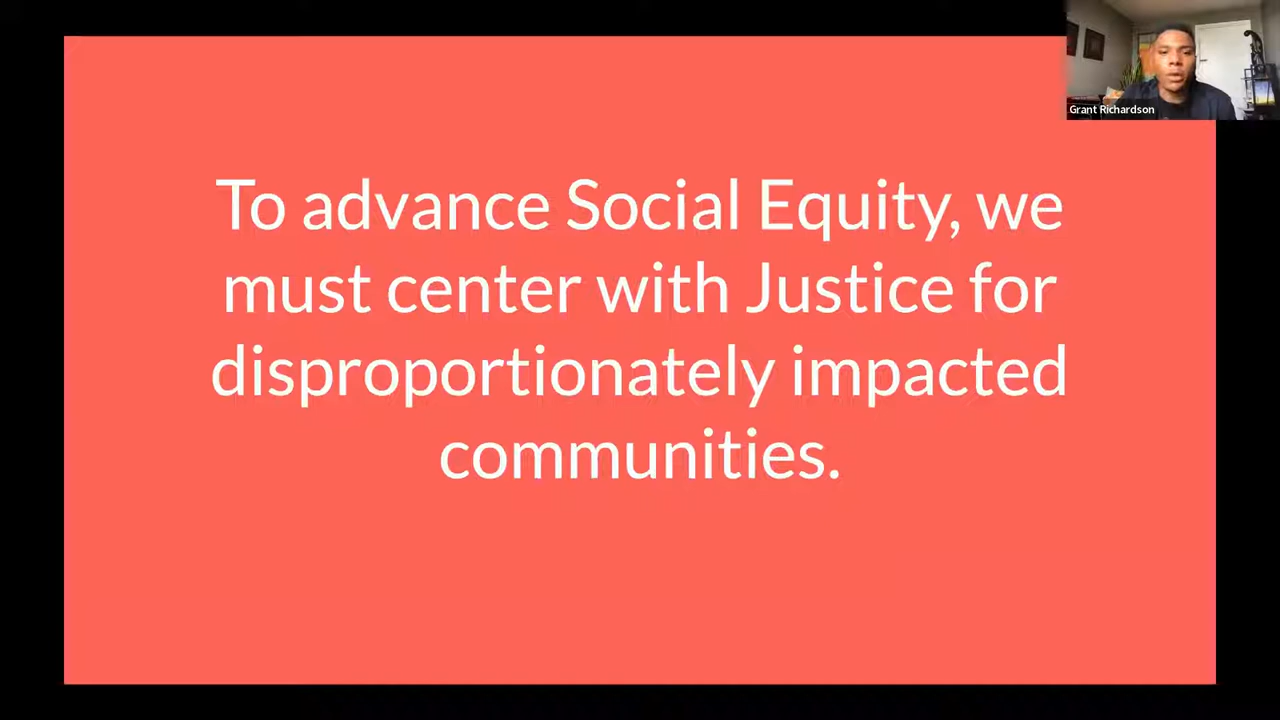 Grant Richardson
To advance Social Equity, we
must center with Justice for
disproportionately impacted
communities.